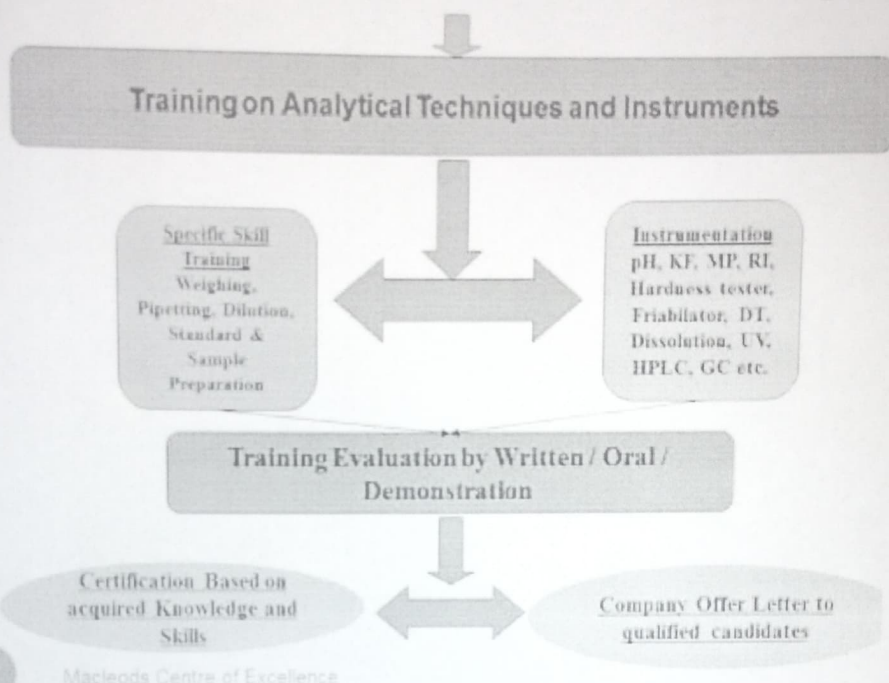 Training on Analytical Techniques and Instruments
Specific Skill
Training
Weighing,
Pipetting, Dilution,
Standard &
Sample
Preparation
Instrumentation
pH, KF, MP, RI,
Hardness tester,
Friabilator, DT,
Dissolution, UV,
HPLC, GC etc.
Training Evaluation by Written / Oral /
Demonstration
Certification Based on
acquired Knowledge and
Skills
Company Offer Letter to
qualified candidates
Macleods Centre of Excellence